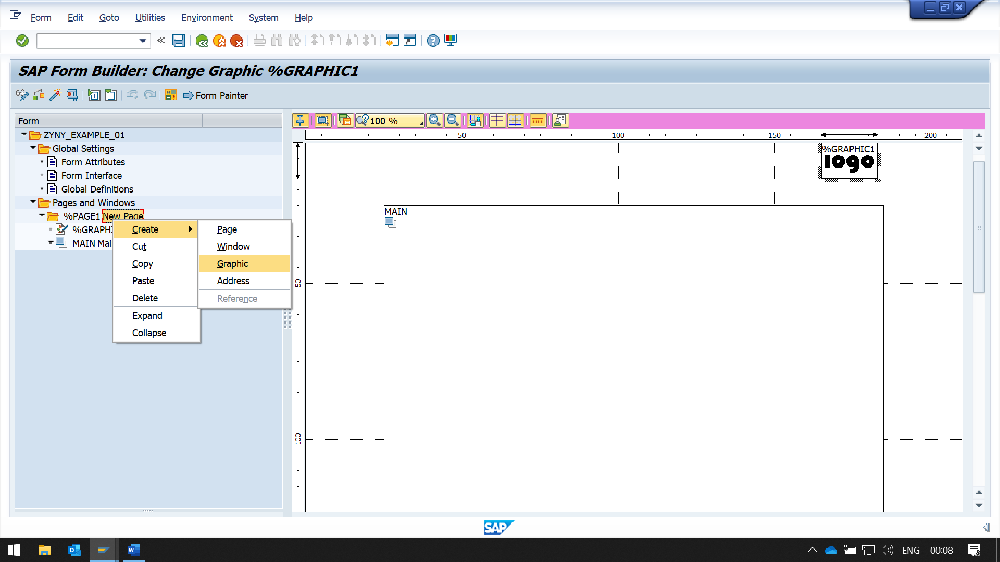 Form Edit Goto Utilities Environment System Help
SAP Form Builder: Change Graphic %GRAPHIC1
Form Painter
Form
100 %
ZYNY_EXAMPLE_01
Global Settings
Form Attributes
Form Interface
Global Definitions
Pages and Windows
%PAGE1 New Page
%GRAPHI
MAIN Mai
Create
Cut
Copy
Paste
Delete
Expand
Collapse
Page
Window
Graphic
Address
Reference
50 100 150 200
%GRAPHIC1
logo
MAIN
50
100
SAP
ENG 00:08